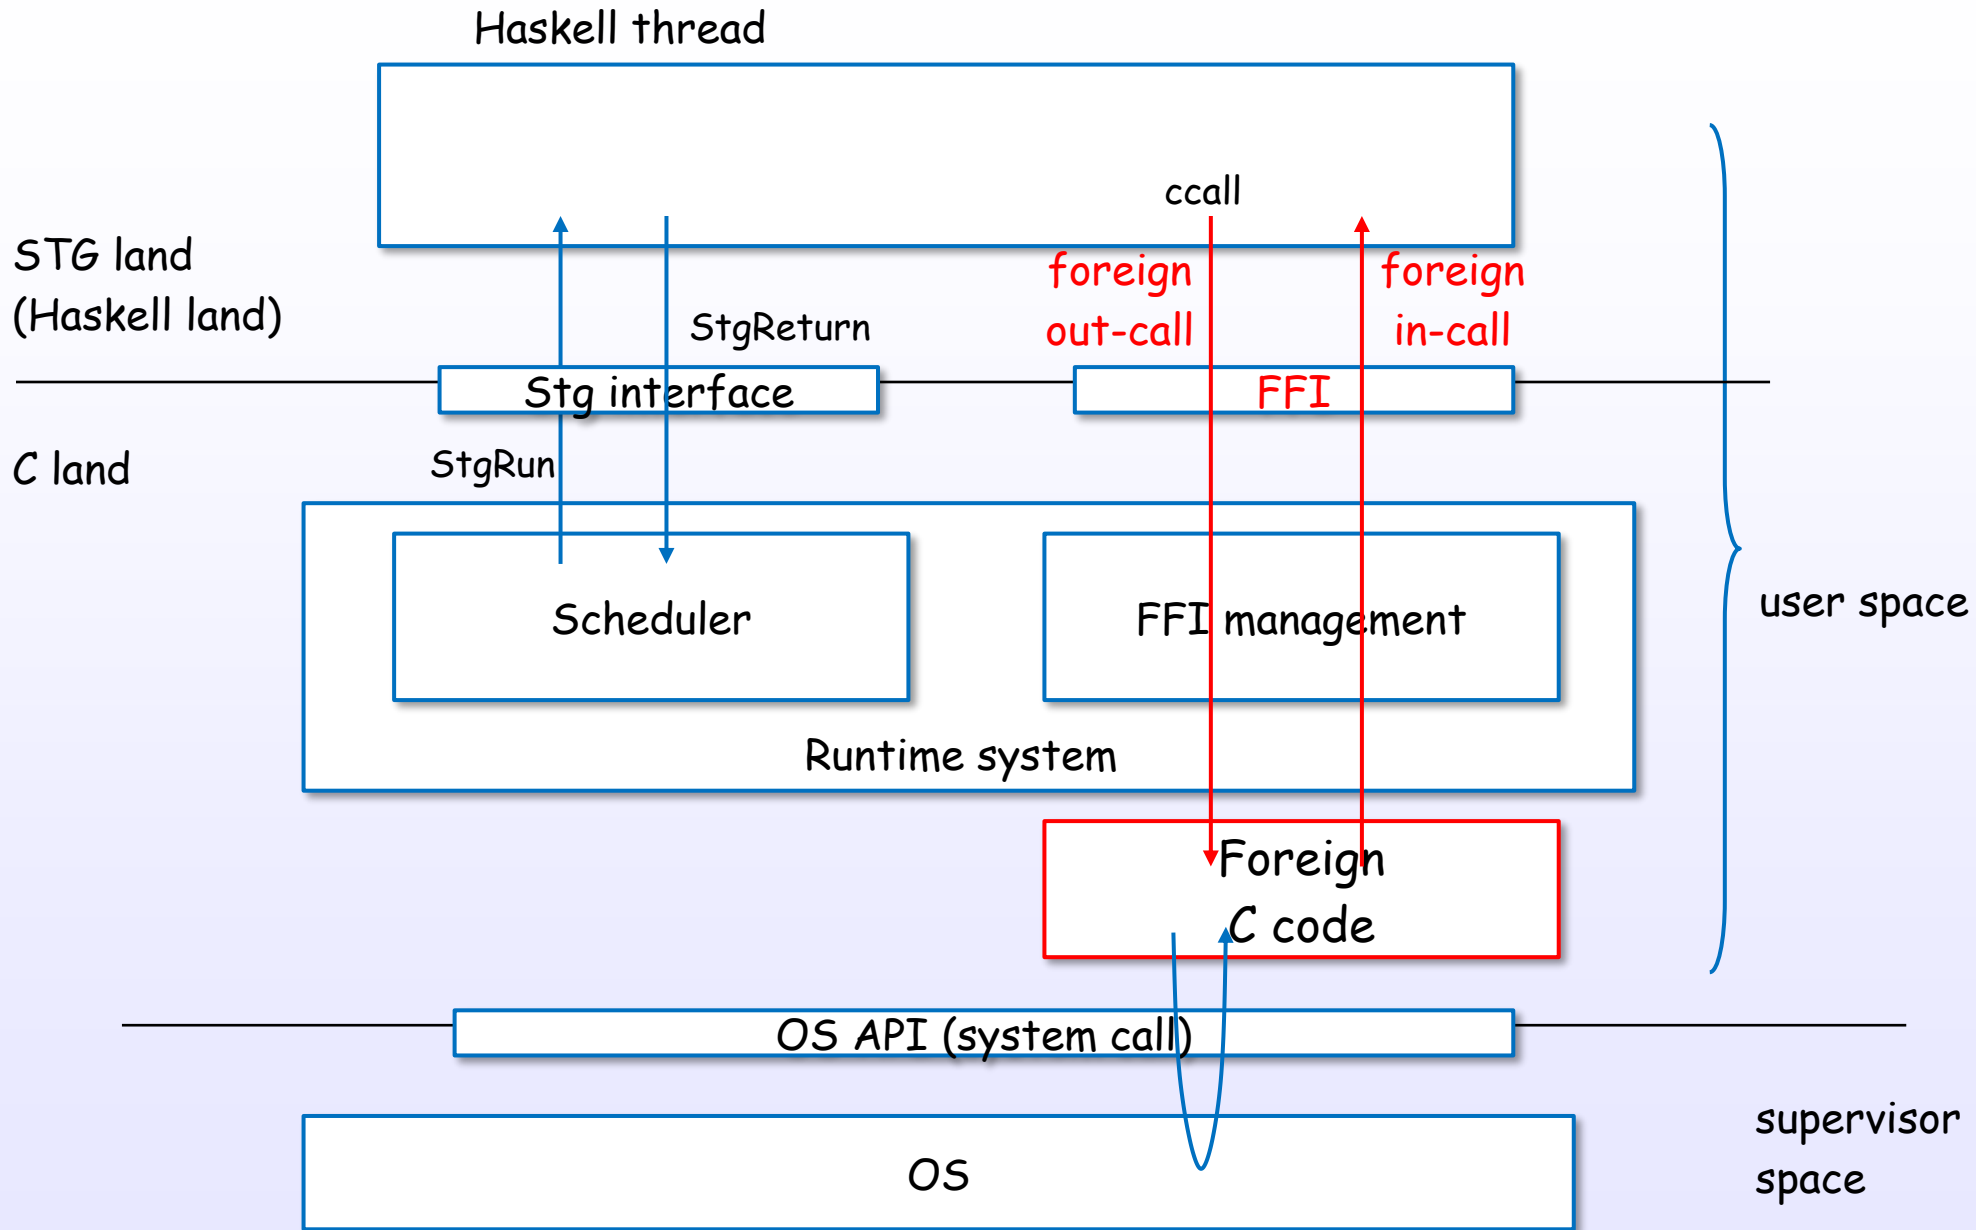 Haskell thread
ccall
STG land
(Haskell land)
foreign
out-call
foreign
in-call
StgReturn
Stg interface
FFI
C land
StgRun
Scheduler
FFI management
user space
Runtime system
Foreign
C code
OS API (system call)
supervisor
space
OS